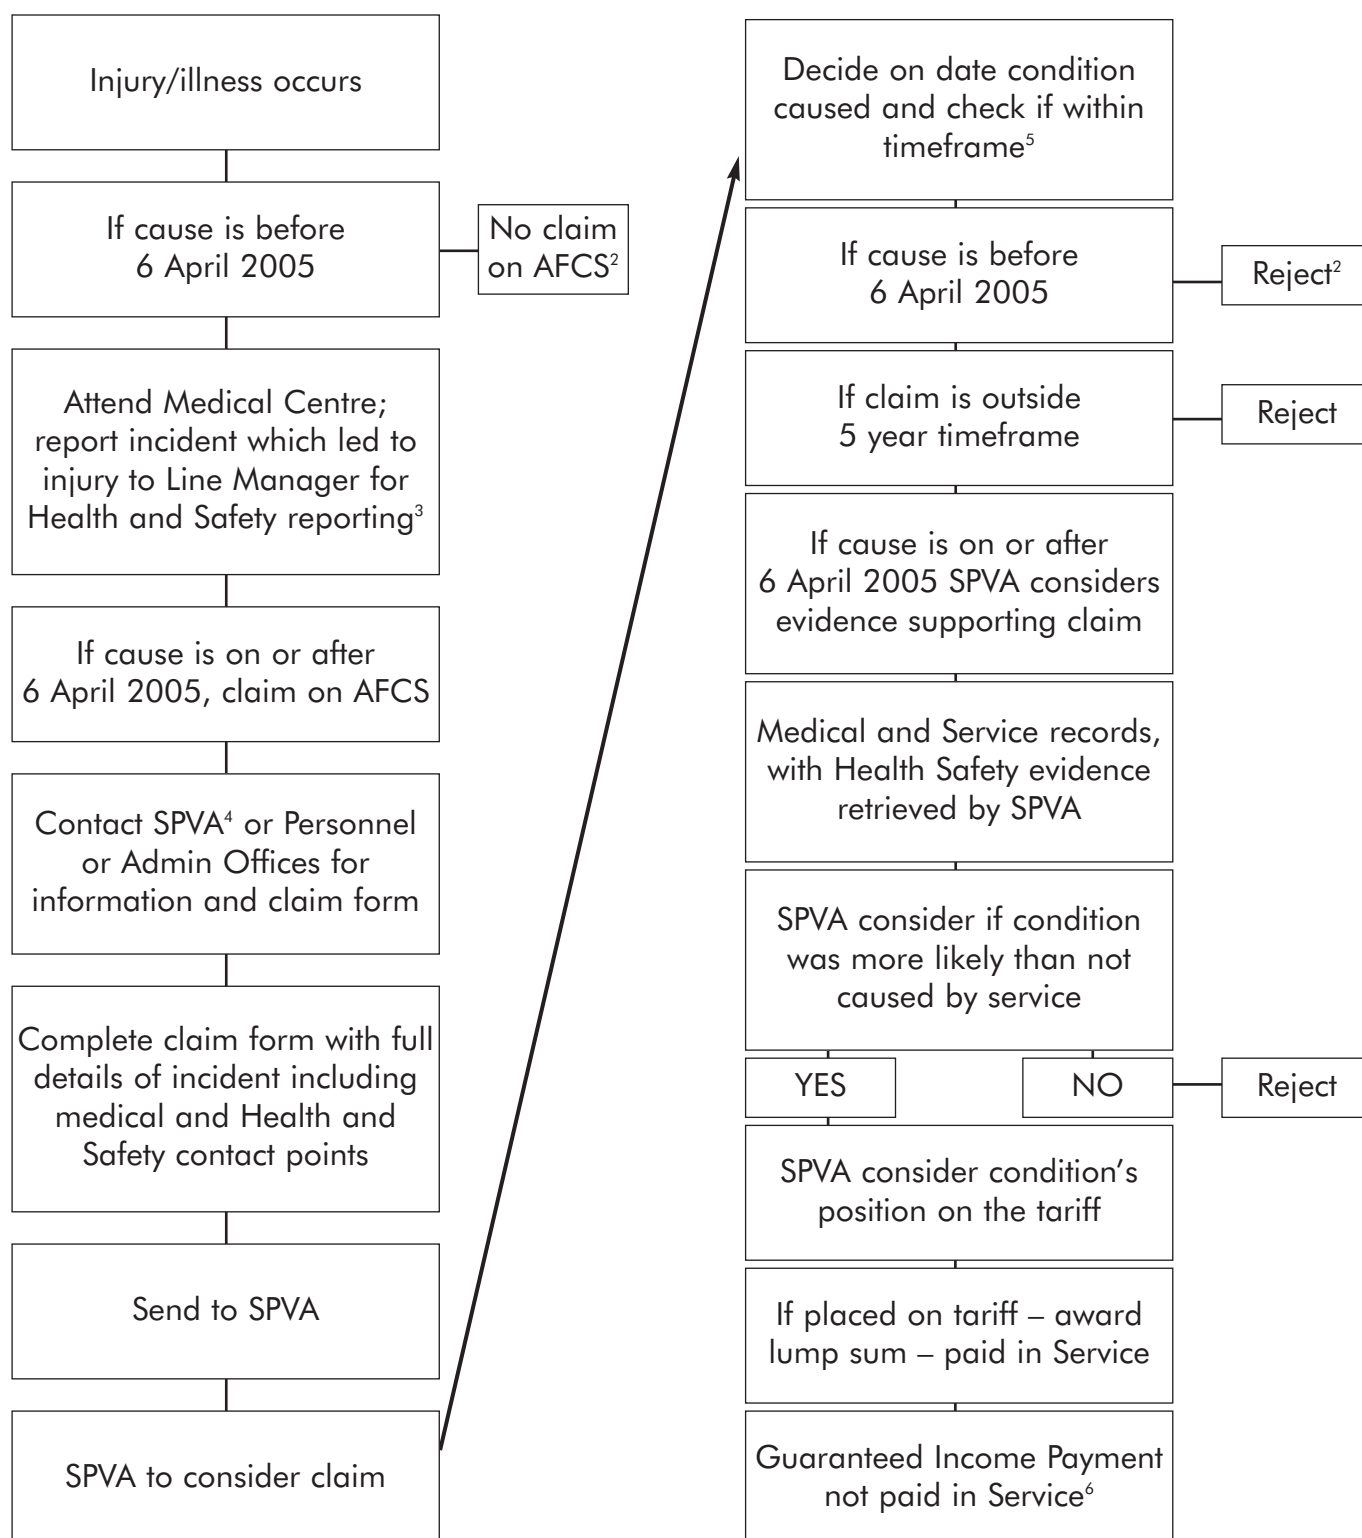 Injury/illness occurs
If cause is before
6 April 2005
No claim
on AFCS²
Attend Medical Centre;
report incident which led to
injury to Line Manager for
Health and Safety reporting³
If cause is on or after
6 April 2005, claim on AFCS
Contact SPVA⁴ or Personnel
or Admin Offices for
information and claim form
Complete claim form with full
details of incident including
medical and Health and
Safety contact points
Send to SPVA
SPVA to consider claim
Decide on date condition
caused and check if within
timeframe⁵
If cause is before
6 April 2005
Reject²
If claim is outside
5 year timeframe
Reject
If cause is on or after
6 April 2005 SPVA considers
evidence supporting claim
Medical and Service records,
with Health Safety evidence
retrieved by SPVA
SPVA consider if condition
was more likely than not
caused by service
YES
NO
Reject
SPVA consider condition’s
position on the tariff
If placed on tariff – award
lump sum – paid in Service
Guaranteed Income Payment
not paid in Service⁶